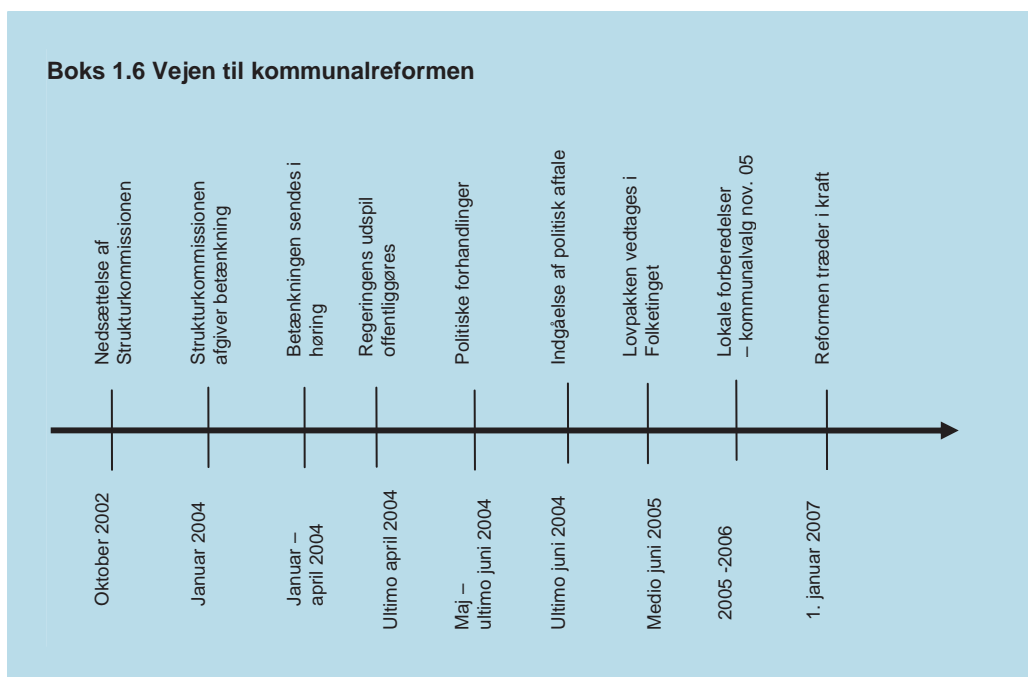 Boks 1.6 Vejen til kommunalreformen
Nedsættelse af
Strukturkommissionen
Strukturkommissionen
afgiver betænkning
Betænkningen sendes i
høring
Regeringens udspil
offentliggøres
Politiske forhandlinger
Indgåelse af politisk aftale
Lovpakken vedtages i
Folketinget
Lokale forberedelser
– kommunalvalg nov. 05
Reformen træder i kraft
Oktober 2002
Januar 2004
Januar –
april 2004
Ultimo april 2004
Maj –
ultimo juni 2004
Ultimo juni 2004
Medio juni 2005
2005 -2006
1. januar 2007